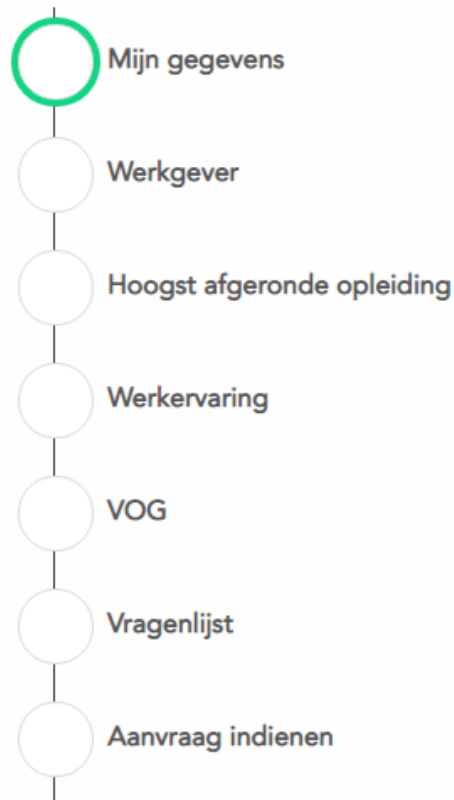 Mijn gegevens
Werkgever
Hoogst afgeronde opleiding
Werkervaring
VOG
Vragenlijst
Aanvraag indienen